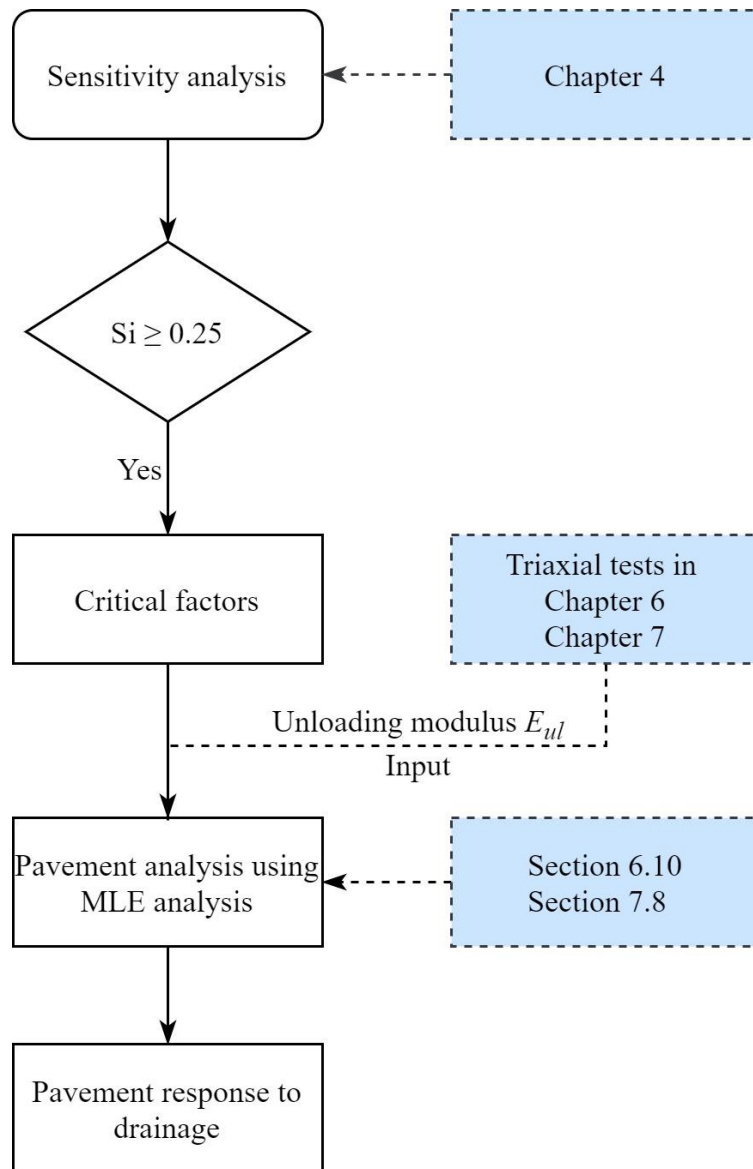 Sensitivity analysis
Chapter 4
Si ≥ 0.25
Yes
Critical factors
Triaxial tests in
Chapter 6
Chapter 7
Unloading modulus E_ul
Input
Pavement analysis using
MLE analysis
Section 6.10
Section 7.8
Pavement response to
drainage